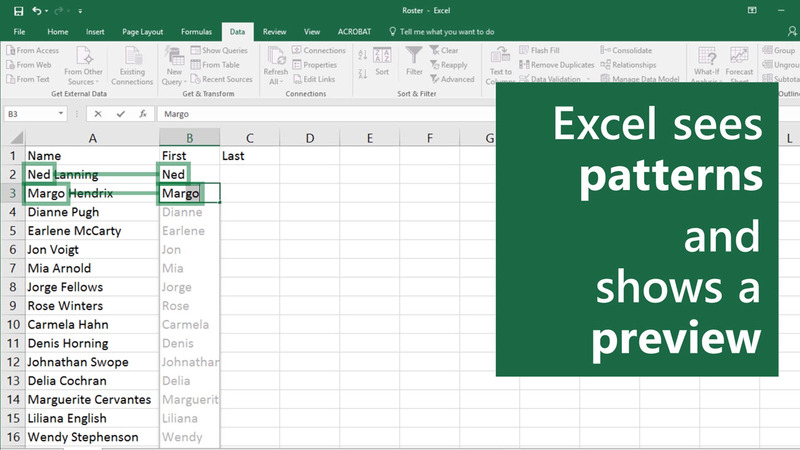 Roster - Excel
File Home Insert Page Layout Formulas Data Review View ACROBAT Tell me what you want to do
From Access
From Web
From Text
From Other Sources
Existing Connections
Get External Data
New Query
Show Queries
From Table
Recent Sources
Get & Transform
Refresh All
Connections
Properties
Edit Links
Connections
Sort
Filter
Clear
Reapply
Advanced
Sort & Filter
Text to Columns
Flash Fill
Remove Duplicates
Data Validation
Consolidate
Relationships
Manage Data Model
What-If Analysis
Forecast Sheet
Group
Ungroup
Subtotal
Outline
B3 fx Margo
A B C D E F G L
1 Name First Last
2 Ned Lanning Ned
3 Margo Hendrix Margo
4 Dianne Pugh Dianne
5 Earlene McCarty Earlene
6 Jon Voigt Jon
7 Mia Arnold Mia
8 Jorge Fellows Jorge
9 Rose Winters Rose
10 Carmela Hahn Carmela
11 Denis Horning Denis
12 Johnathan Swope Johnathan
13 Delia Cochran Delia
14 Marguerite Cervantes Marguerit
15 Liliana English Liliana
16 Wendy Stephenson Wendy
Excel sees
patterns
and
shows a
preview